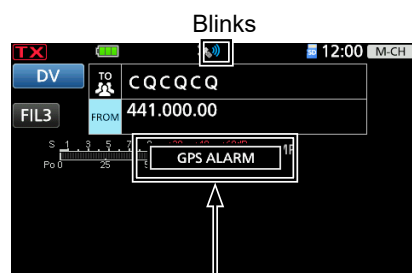 Blinks
TX 12:00 M-CH
DV TO CQCQCQ
FIL3 FROM 441.000.00
S 1 3 5 7
GPS ALARM
Po 0 25